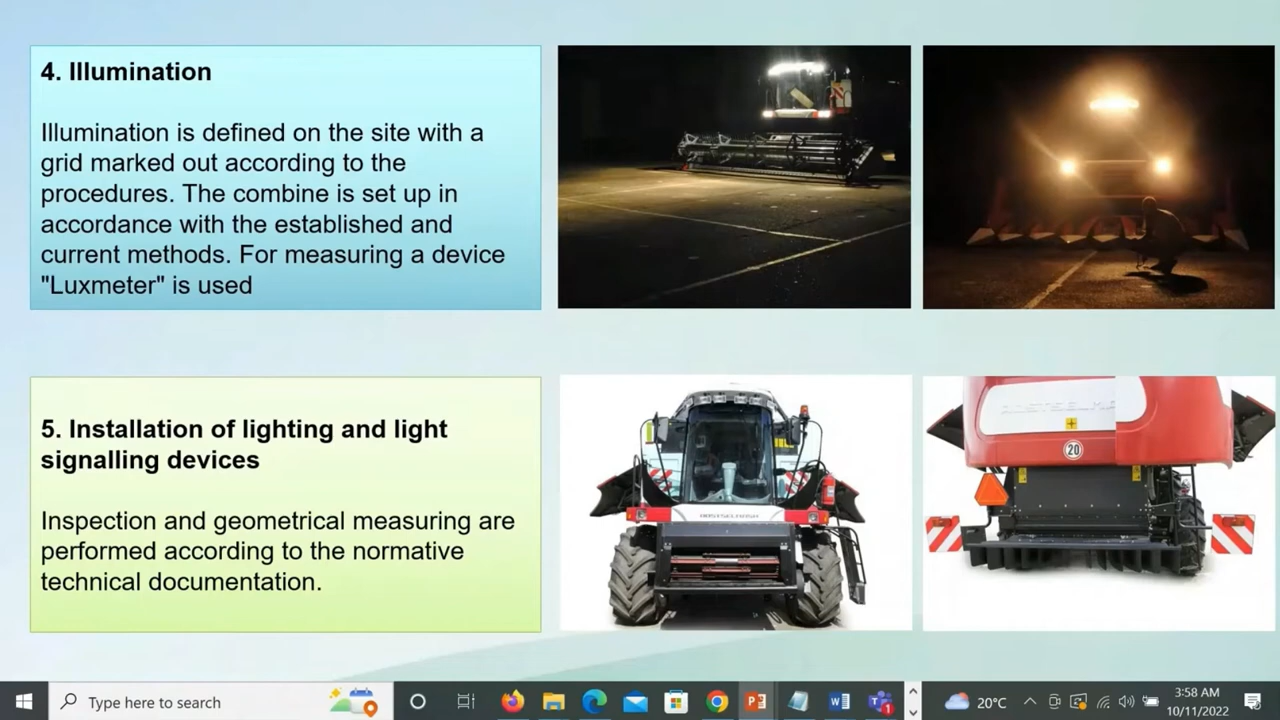 4. Illumination
Illumination is defined on the site with a
grid marked out according to the
procedures. The combine is set up in
accordance with the established and
current methods. For measuring a device
"Luxmeter" is used
5. Installation of lighting and light
signalling devices
Inspection and geometrical measuring are
performed according to the normative
technical documentation.
ROSTSELMASH
20
Type here to search
1
20°C
3:58 AM
10/11/2022